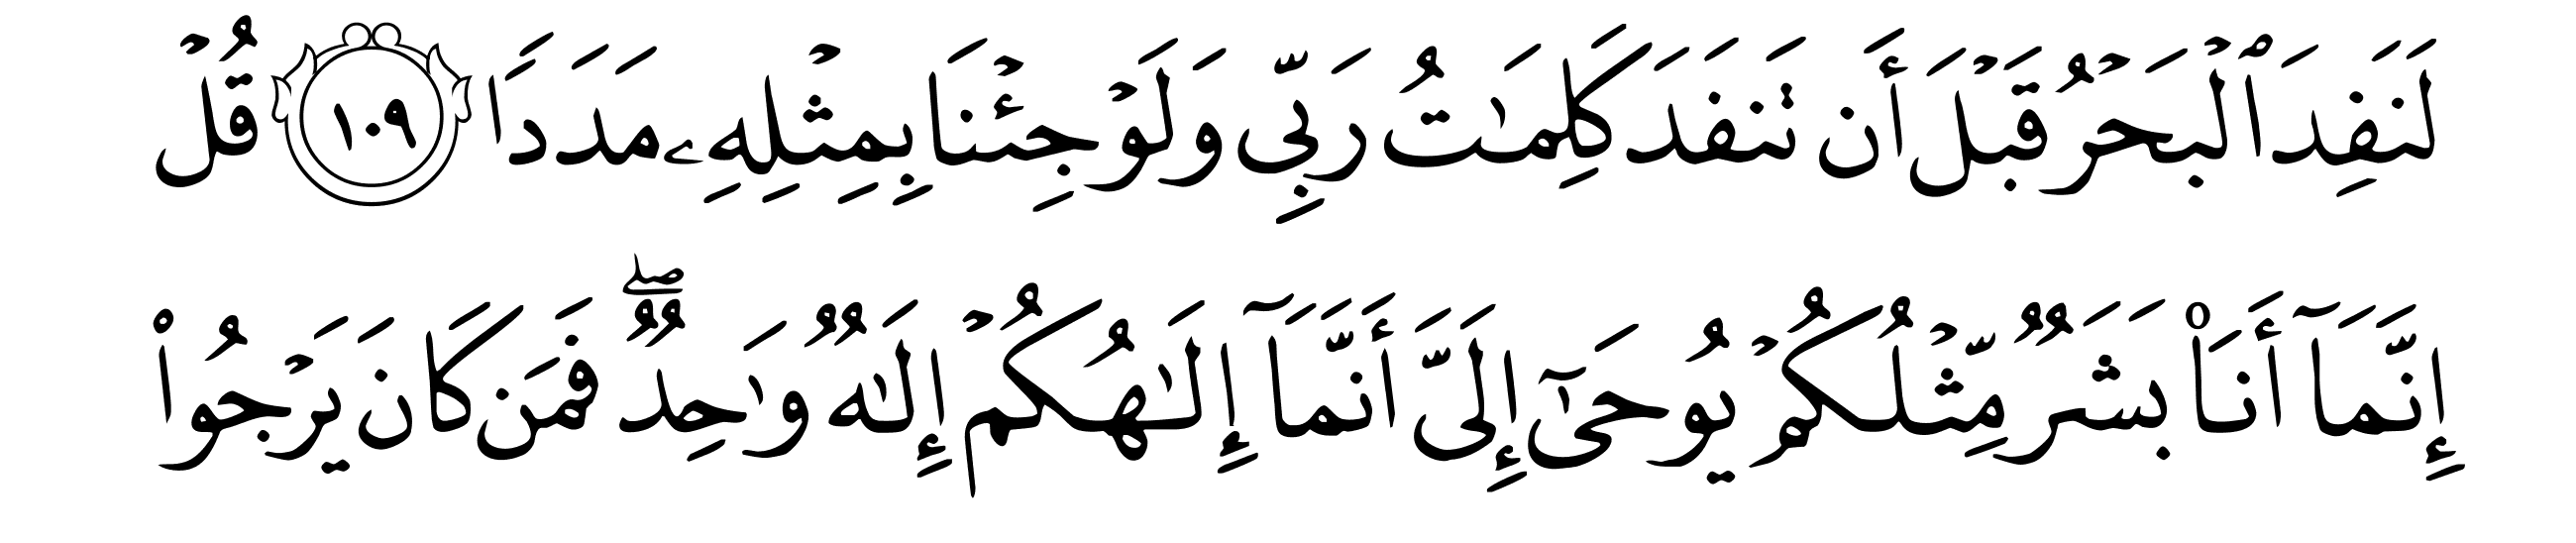 لَنَفِدَ ٱلۡبَحۡرُ قَبۡلَ أَن تَنفَدَ كَلِمَٰتُ رَبِّي وَلَوۡ جِئۡنَا بِمِثۡلِهِۦ مَدَدٗا ١٠٩ قُلۡ
إِنَّمَآ أَنَا۠ بَشَرٞ مِّثۡلُكُمۡ يُوحَىٰٓ إِلَيَّ أَنَّمَآ إِلَٰهُكُمۡ إِلَٰهٞ وَٰحِدٞۖ فَمَن كَانَ يَرۡجُواْ